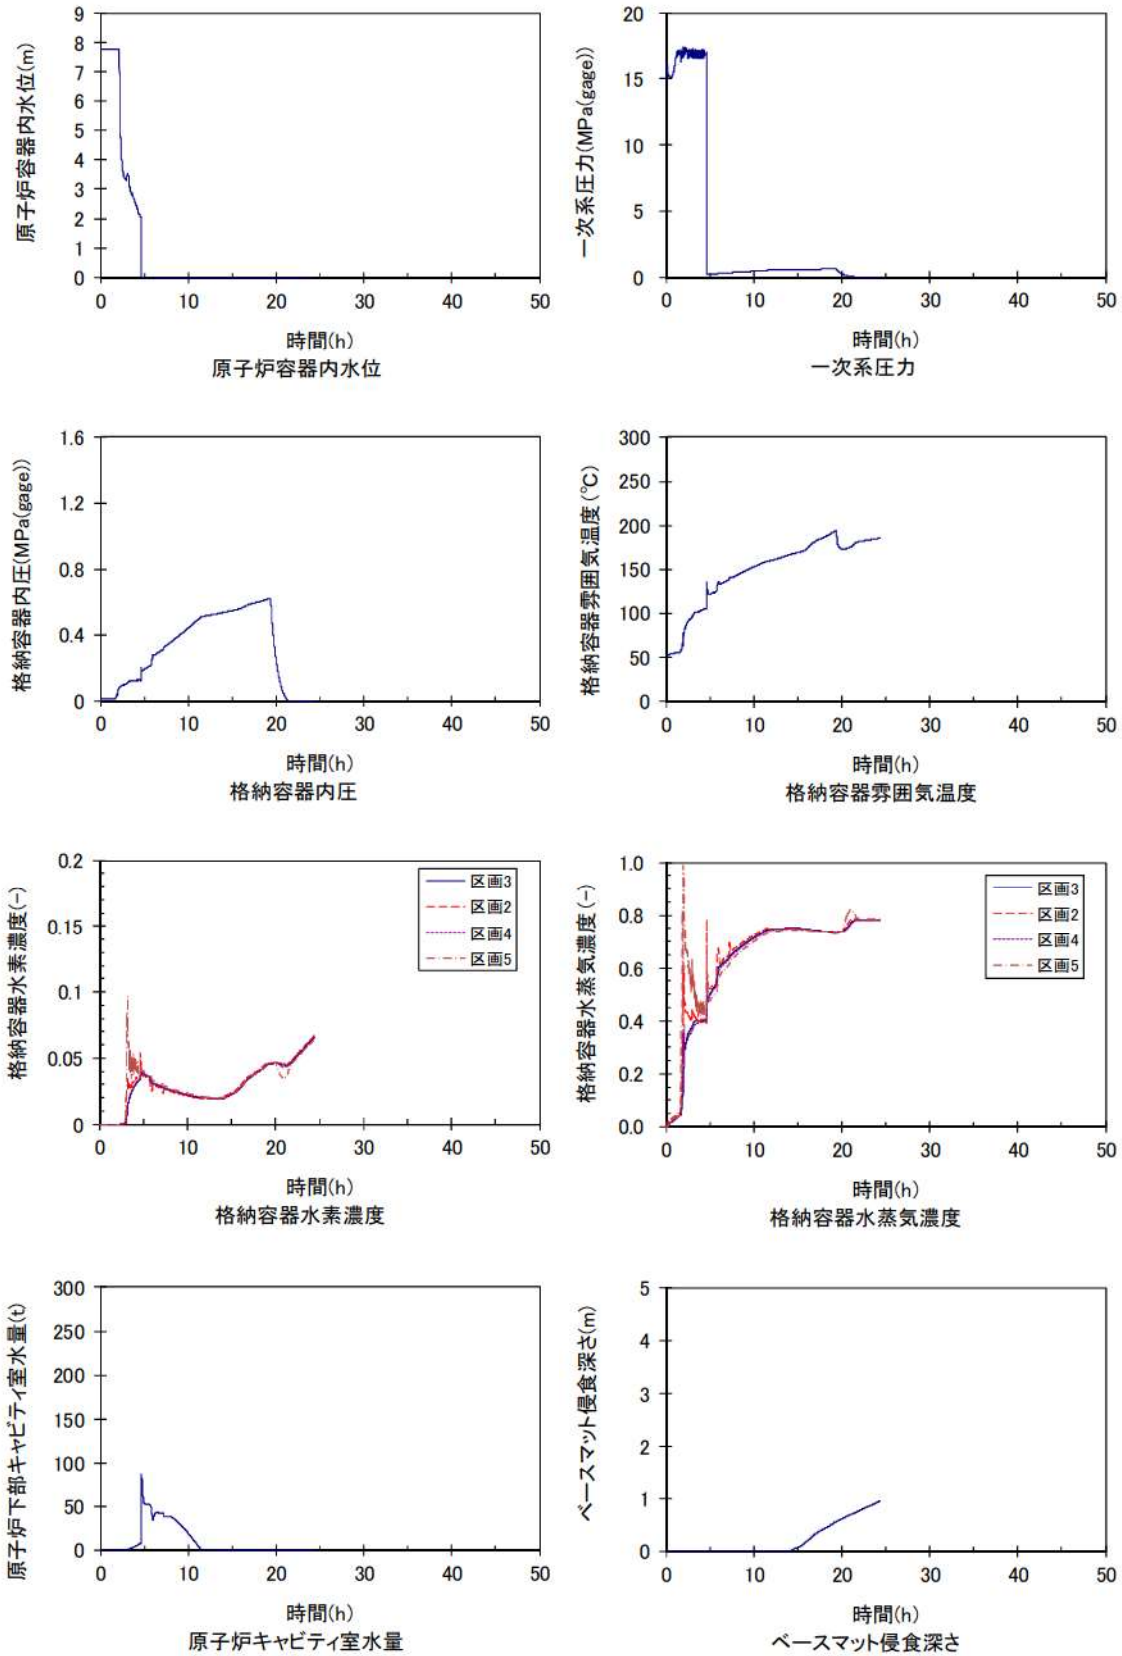 原子炉容器内水位(m)
9
8
7
6
5
4
3
2
1
0
0 10 20 30 40 50
時間(h)
原子炉容器内水位
一次系圧力(MPa(gage))
20
15
10
5
0
0 10 20 30 40 50
時間(h)
一次系圧力
格納容器内圧(MPa(gage))
1.6
1.2
0.8
0.4
0
0 10 20 30 40 50
時間(h)
格納容器内圧
格納容器雰囲気温度(℃)
300
250
200
150
100
50
0
0 10 20 30 40 50
時間(h)
格納容器雰囲気温度
格納容器水素濃度(-)
0.2
0.15
0.1
0.05
0
区画3
区画2
区画4
区画5
0 10 20 30 40 50
時間(h)
格納容器水素濃度
格納容器水蒸気濃度(-)
1.0
0.8
0.6
0.4
0.2
0.0
区画3
区画2
区画4
区画5
0 10 20 30 40 50
時間(h)
格納容器水蒸気濃度
原子炉下部キャビティ室水量(t)
300
250
200
150
100
50
0
0 10 20 30 40 50
時間(h)
原子炉キャビティ室水量
ベースマット侵食深さ(m)
5
4
3
2
1
0
0 10 20 30 40 50
時間(h)
ベースマット侵食深さ